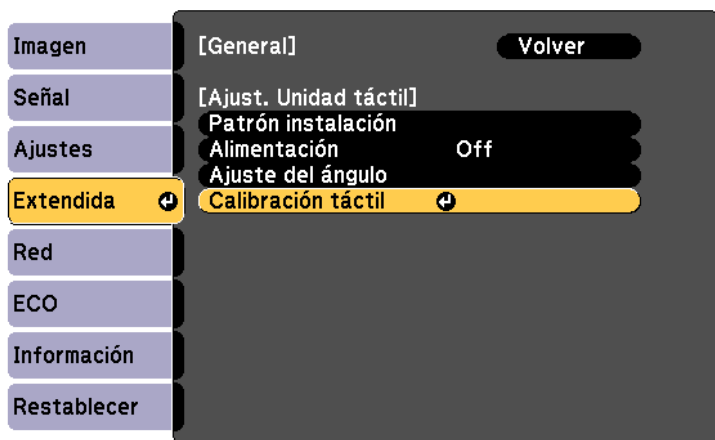 Imagen
Señal
Ajustes
Extendida
Red
ECO
Información
Restablecer
[General] Volver
[Ajust. Unidad táctil]
Patrón instalación
Alimentación Off
Ajuste del ángulo
Calibración táctil